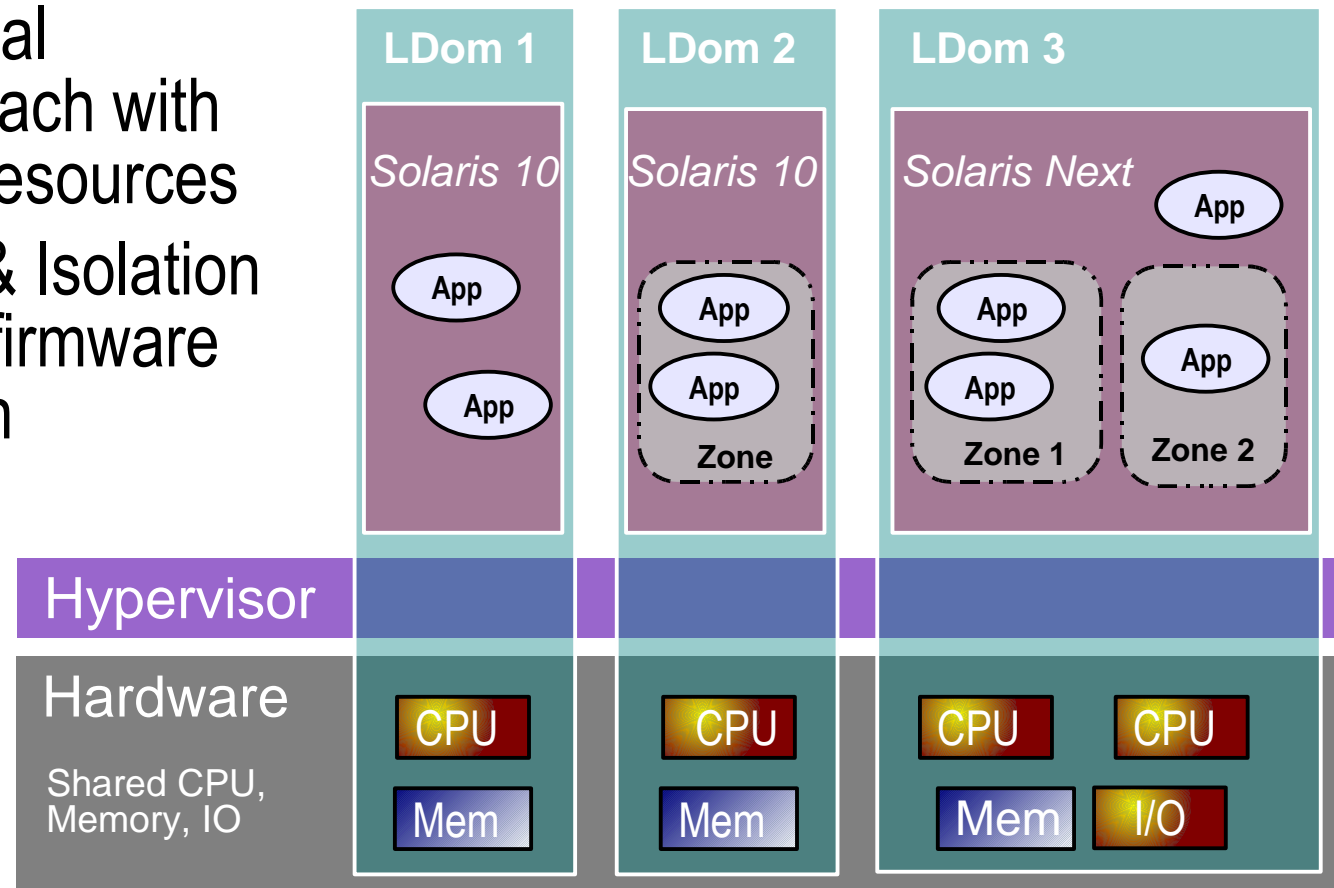 al
ach with
esources
& Isolation
firmware
n
LDom 1
Solaris 10
App
App
LDom 2
Solaris 10
App
App
Zone
LDom 3
Solaris Next
App
App
App
Zone 1
App
Zone 2
Hypervisor
Hardware
Shared CPU,
Memory, IO
CPU
Mem
CPU
Mem
CPU
CPU
Mem
I/O